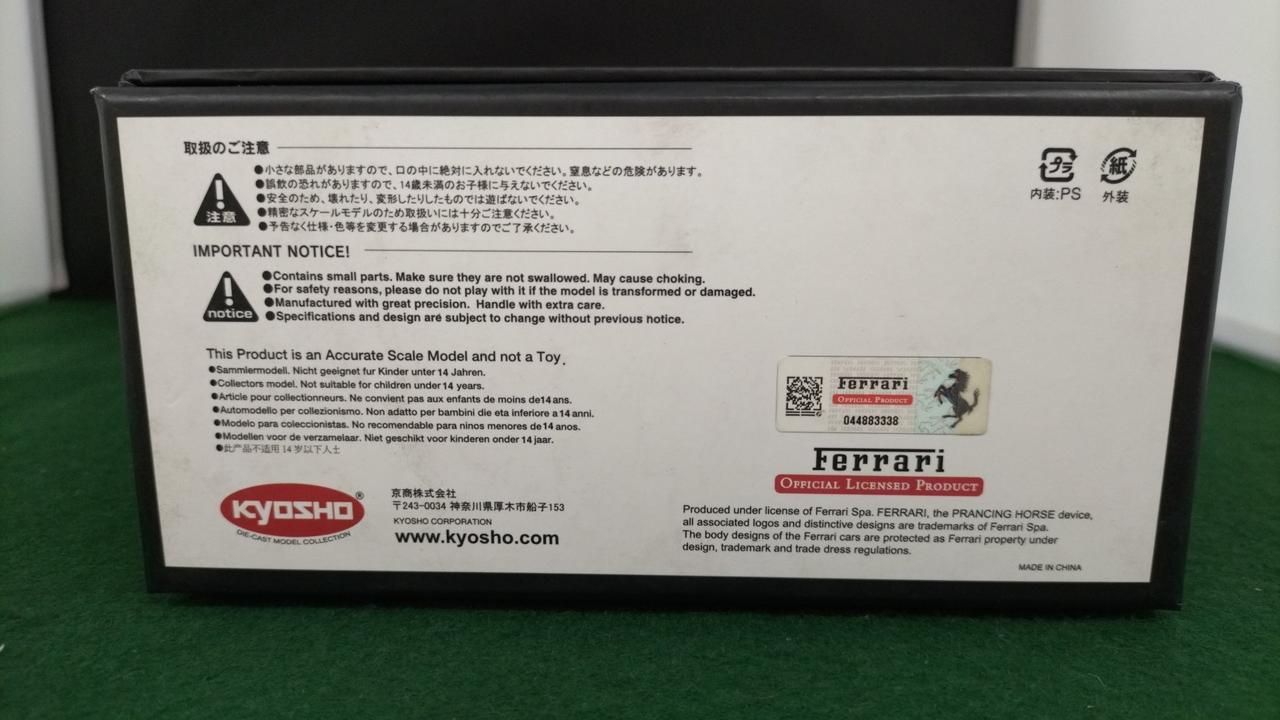 取扱のご注意
注意
●小さな部品がありますので、口の中に絶対に入れないでください。窒息などの危険があります。
●誤飲の恐れがありますので、14歳未満のお子様に与えないでください。
●安全のため、壊れたり、変形したりしたものでは遊ばないでください。
●精密なスケールモデルのため取扱いには十分ご注意ください。
●予告なく仕様・色等を変更する場合がありますのでご了承ください。
プラ
内装:PS
紙
外装
IMPORTANT NOTICE!
notice
●Contains small parts. Make sure they are not swallowed. May cause choking.
●For safety reasons, please do not play with it if the model is transformed or damaged.
●Manufactured with great precision. Handle with extra care.
●Specifications and design are subject to change without previous notice.
This Product is an Accurate Scale Model and not a Toy.
●Sammlermodell. Nicht geeignet fur Kinder unter 14 Jahren.
●Collectors model. Not suitable for children under 14 years.
●Article pour collectionneurs. Ne convient pas aux enfants de moins de14 ans.
●Automodello per collezionismo. Non adatto per bambini die eta inferiore a 14 anni.
●Modelo para coleccionistas. No recomendable para ninos menores de 14 anos.
●Modellen voor de verzamelaar. Niet geschikt voor kinderen onder 14 jaar.
●此产品不适用 14 岁以下人士
KYOSHO®
DIE-CAST MODEL COLLECTION
京商株式会社
〒243-0034 神奈川県厚木市船子153
KYOSHO CORPORATION
www.kyosho.com
Ferrari
OFFICIAL PRODUCT
044883338
Ferrari
OFFICIAL LICENSED PRODUCT
Produced under license of Ferrari Spa. FERRARI, the PRANCING HORSE device,
all associated logos and distinctive designs are trademarks of Ferrari Spa.
The body designs of the Ferrari cars are protected as Ferrari property under
design, trademark and trade dress regulations.
MADE IN CHINA